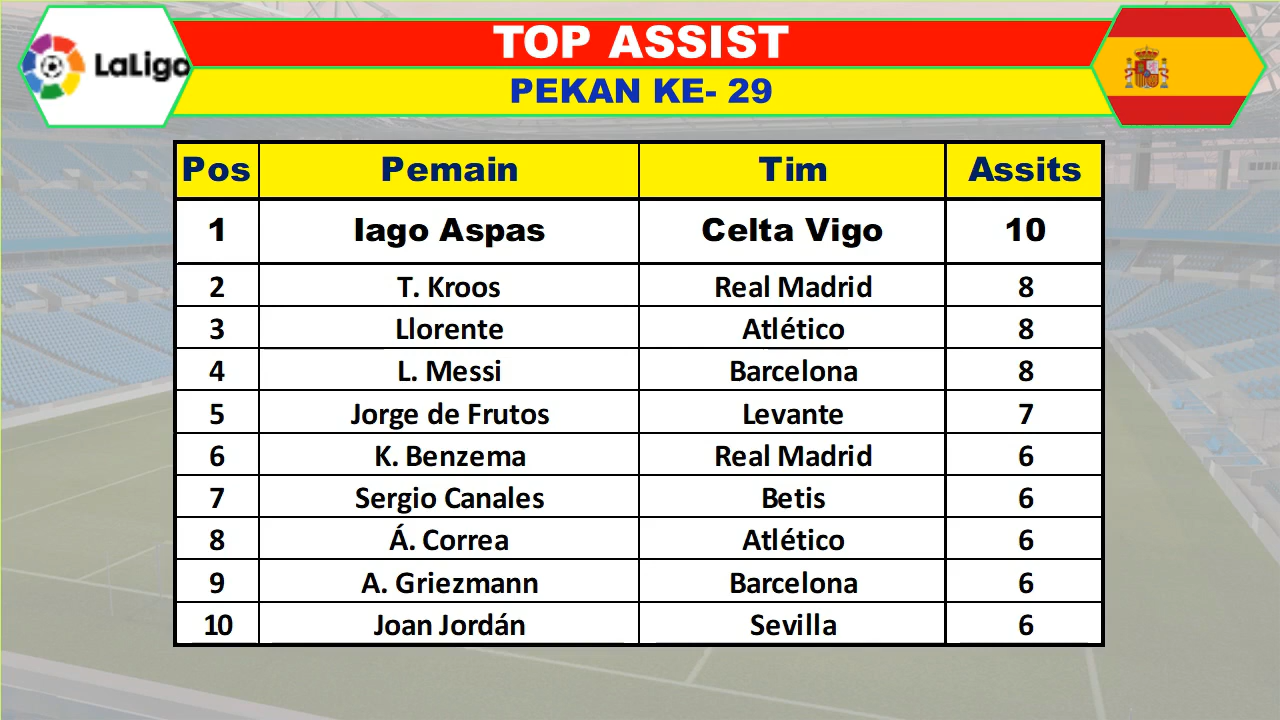 LaLiga
TOP ASSIST
PEKAN KE- 29
Pos Pemain Tim Assits
1 Iago Aspas Celta Vigo 10
2 T. Kroos Real Madrid 8
3 Llorente Atlético 8
4 L. Messi Barcelona 8
5 Jorge de Frutos Levante 7
6 K. Benzema Real Madrid 6
7 Sergio Canales Betis 6
8 Á. Correa Atlético 6
9 A. Griezmann Barcelona 6
10 Joan Jordán Sevilla 6